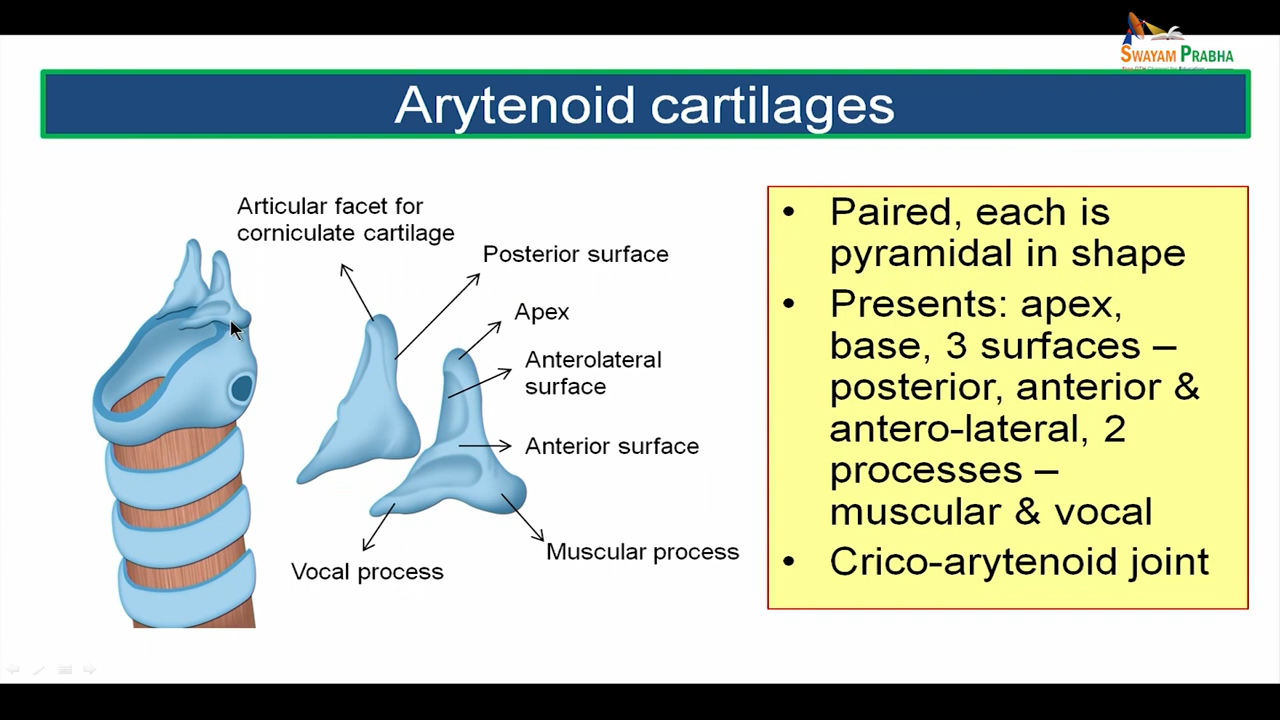 SWAYAM PRABHA
Arytenoid cartilages
Articular facet for
corniculate cartilage
Posterior surface
Apex
Anterolateral
surface
Anterior surface
Muscular process
Vocal process
• Paired, each is
pyramidal in shape
• Presents: apex,
base, 3 surfaces –
posterior, anterior &
antero-lateral, 2
processes –
muscular & vocal
• Crico-arytenoid joint